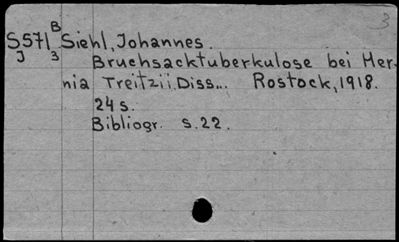 3
S571 B Siehl, Johannes.
J 3 Bruchsacktuberkulose bei Her-
nia Treitzii. Diss... Rostock, 1918.
24 s.
Bibliogr. s. 22.